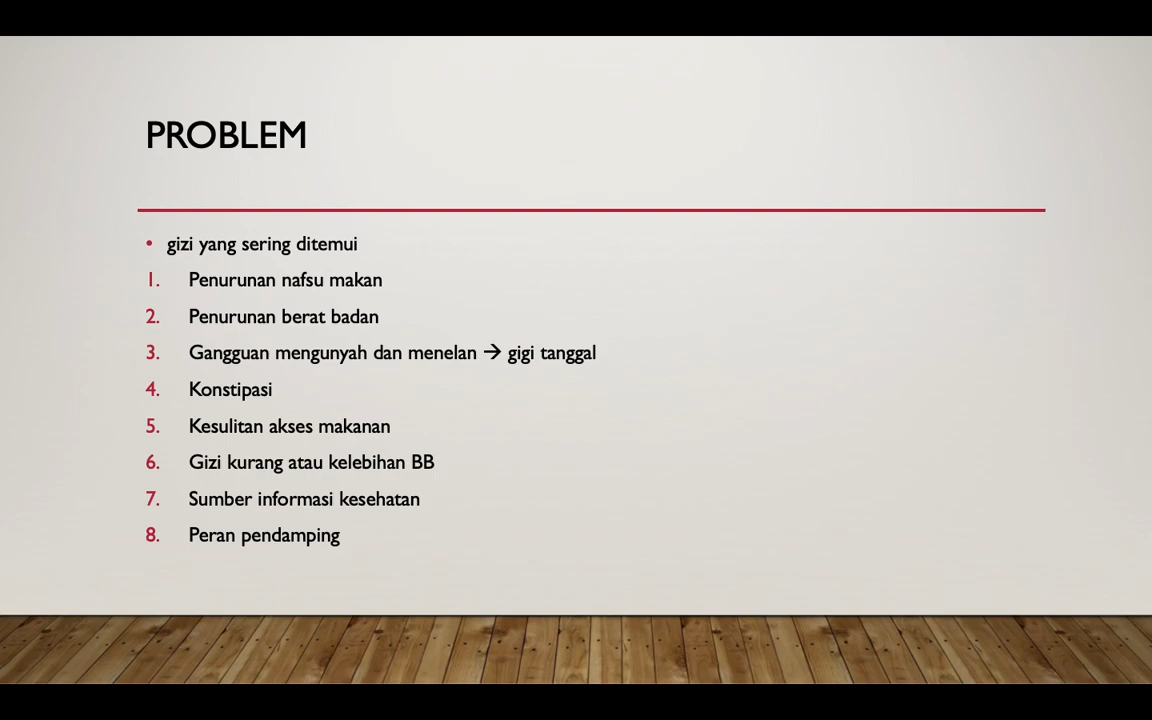 PROBLEM
• gizi yang sering ditemui
1. Penurunan nafsu makan
2. Penurunan berat badan
3. Gangguan mengunyah dan menelan → gigi tanggal
4. Konstipasi
5. Kesulitan akses makanan
6. Gizi kurang atau kelebihan BB
7. Sumber informasi kesehatan
8. Peran pendamping